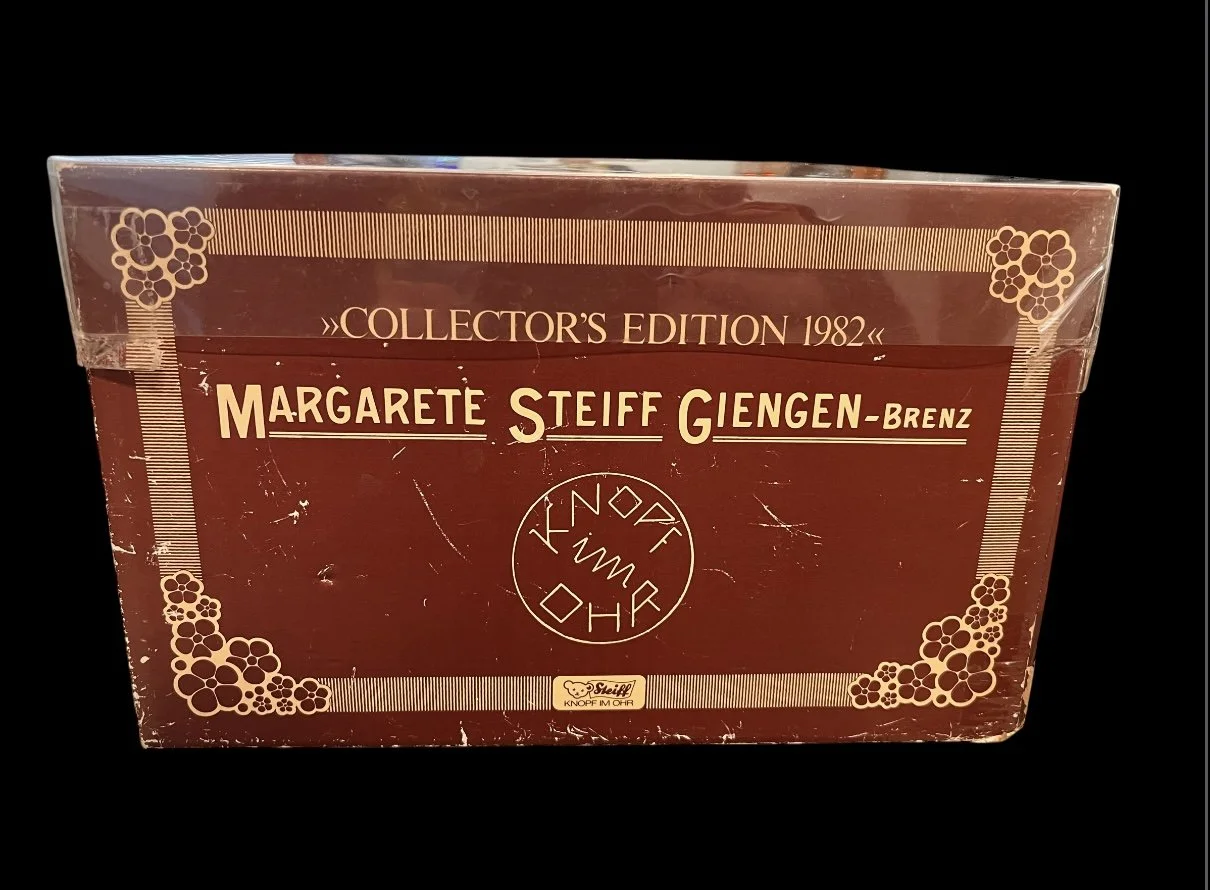 »COLLECTOR'S EDITION 1982«
MARGARETE STEIFF GIENGEN-BRENZ
KNOPF
im
OHR
Steiff
KNOPF IM OHR